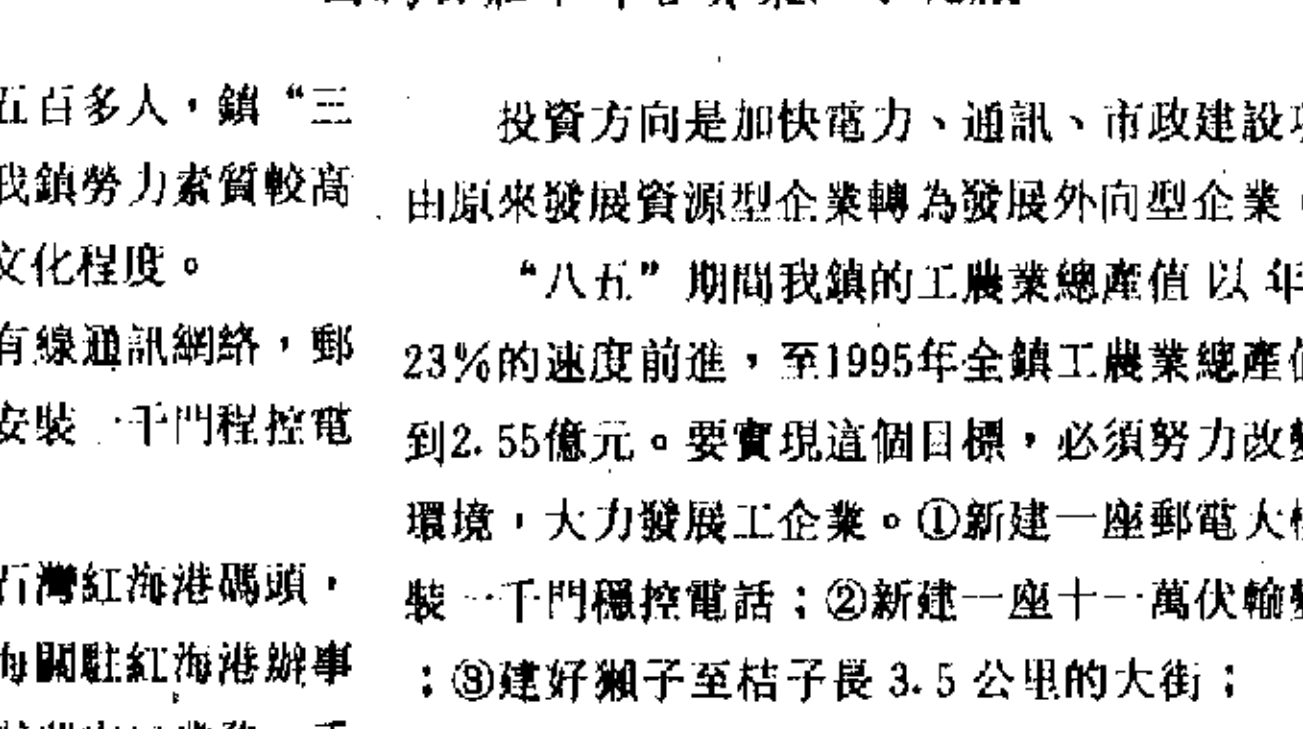 五百多人，鎮“三
我鎮勞力素質較高
文化程度。
有線通訊網絡，郵
安裝一千門程控電
石灣紅海港碼頭，
海關駐紅海港辦事
投資方向是加快電力、通訊、市政建設項
由原來發展資源型企業轉為發展外向型企業
“八五”期間我鎮的工農業總產值以年
23%的速度前進，至1995年全鎮工農業總產值
到2.55億元。要實現這個目標，必須努力改變
環境，大力發展工企業。①新建一座郵電大樓
裝一千門穩控電話；②新建一座十一萬伏輸變
；③建好獺子至桔子長3.5公里的大街；